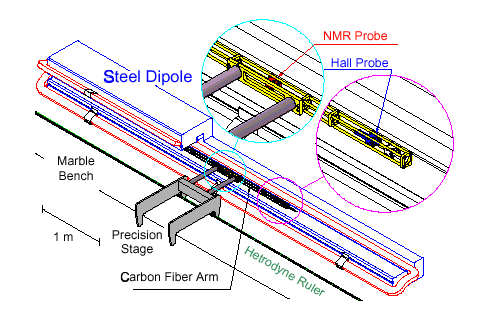 NMR Probe
Hall Probe
Steel Dipole
Marble
Bench
Precision
Stage
1 m
Carbon Fiber Arm
Hetrodyne Ruler